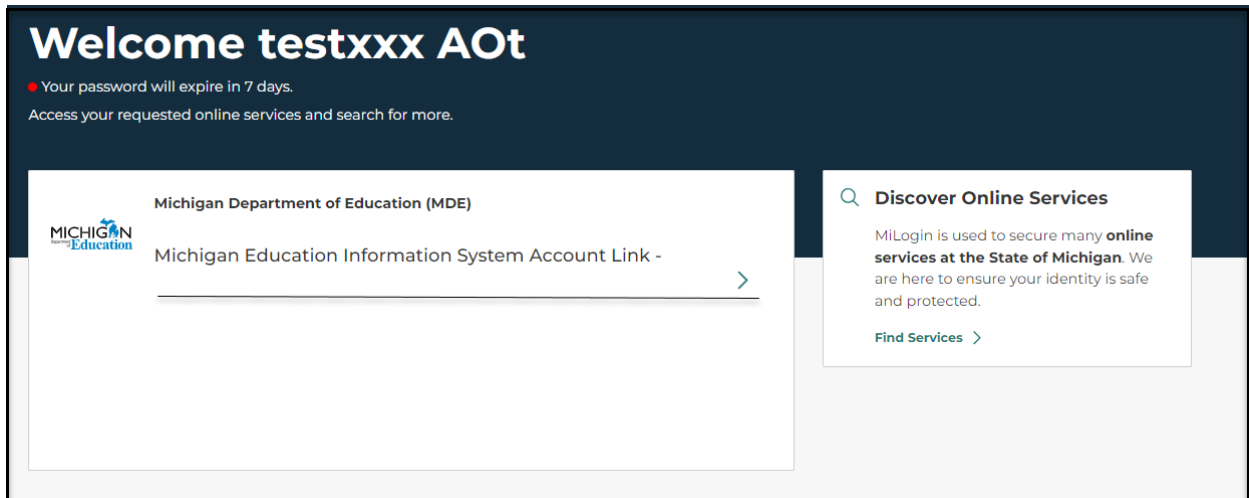 Welcome testxxx AOt
Your password will expire in 7 days.
Access your requested online services and search for more.
MICHIGAN
Education
Michigan Department of Education (MDE)
Michigan Education Information System Account Link -
Discover Online Services
MiLogin is used to secure many online
services at the State of Michigan. We
are here to ensure your identity is safe
and protected.
Find Services